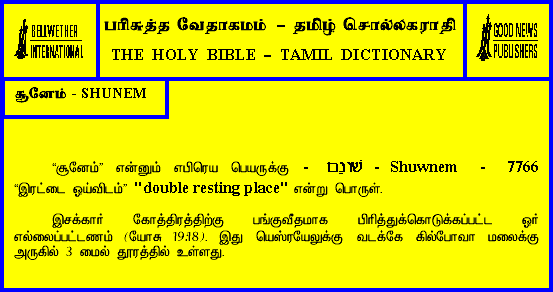 BELLWETHER
INTERNATIONAL
பரிசுத்த வேதாகமம் – தமிழ் சொல்லகராதி
THE HOLY BIBLE – TAMIL DICTIONARY
GOOD NEWS
PUBLISHERS
சூனேம் - SHUNEM
“சூனேம்” என்னும் எபிரெய பெயருக்கு - שׁוּנֵם - Shuwnem - 7766
“இரட்டை ஓய்விடம்” "double resting place" என்று பொருள்.
இசக்கார் கோத்திரத்திற்கு பங்குவீதமாக பிரித்துக்கொடுக்கப்பட்ட ஓர்
எல்லைப்பட்டணம் (யோசு 19:18). இது யெஸ்ரயேலுக்கு வடக்கே கில்போவா மலைக்கு
அருகில் 3 மைல் தூரத்தில் உள்ளது.